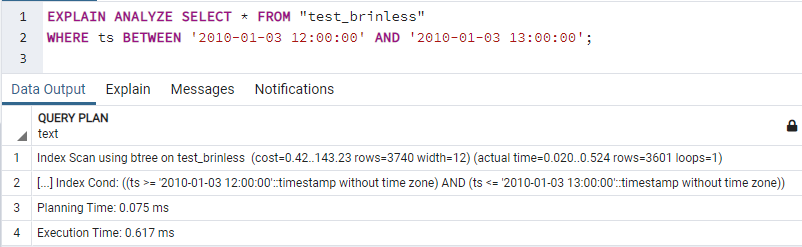 1 EXPLAIN ANALYZE SELECT * FROM "test_brinless"
2 WHERE ts BETWEEN '2010-01-03 12:00:00' AND '2010-01-03 13:00:00';
3
Data Output Explain Messages Notifications
QUERY PLAN
text
1 Index Scan using btree on test_brinless (cost=0.42..143.23 rows=3740 width=12) (actual time=0.020..0.524 rows=3601 loops=1)
2 [...] Index Cond: ((ts >= '2010-01-03 12:00:00'::timestamp without time zone) AND (ts <= '2010-01-03 13:00:00'::timestamp without time zone))
3 Planning Time: 0.075 ms
4 Execution Time: 0.617 ms